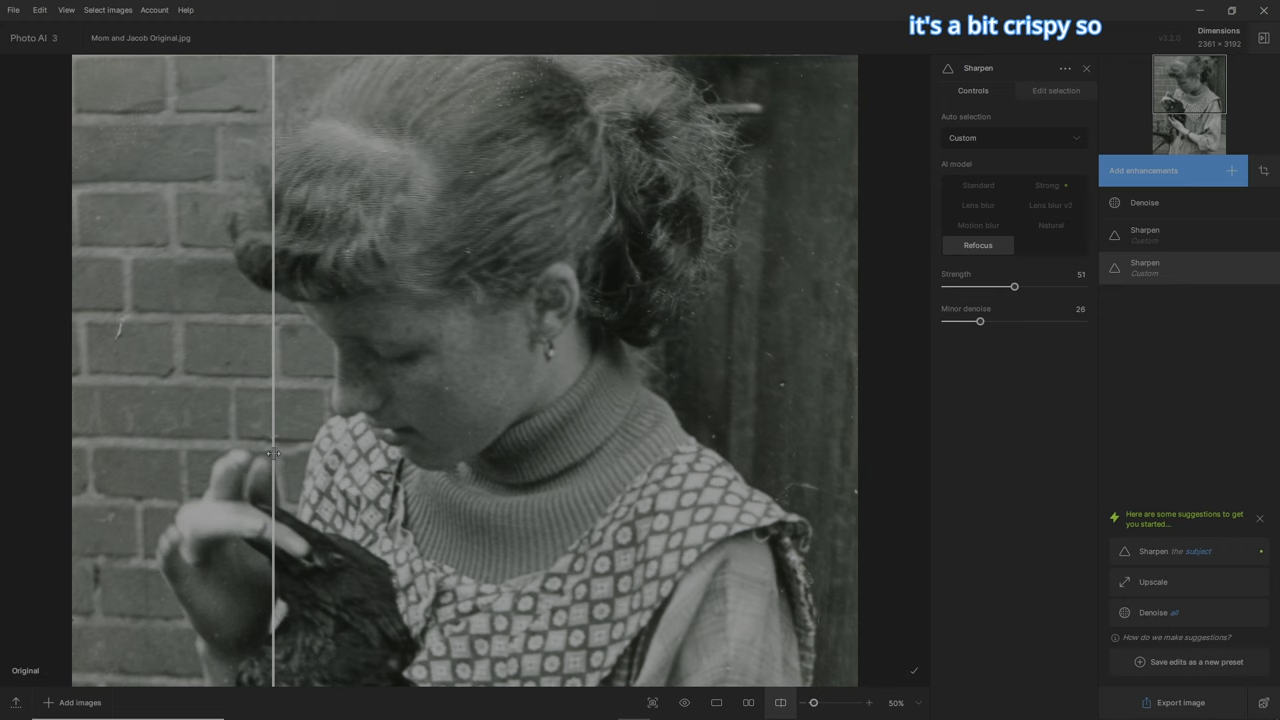 File Edit View Select images Account Help
it's a bit crispy so
Photo AI 3 Mom and Jacob Original.jpg
v3.2.0
Dimensions
2361 × 3192
Sharpen
Controls Edit selection
Auto selection
Custom
AI model
Standard Strong
Lens blur Lens blur v2
Motion blur Natural
Refocus
Strength 51
Minor denoise 26
Add enhancements
Denoise
Sharpen
Custom
Sharpen
Custom
Here are some suggestions to get
you started...
Sharpen the subject
Upscale
Denoise all
How do we make suggestions?
Save edits as a new preset
Original
Add images
50%
Export image